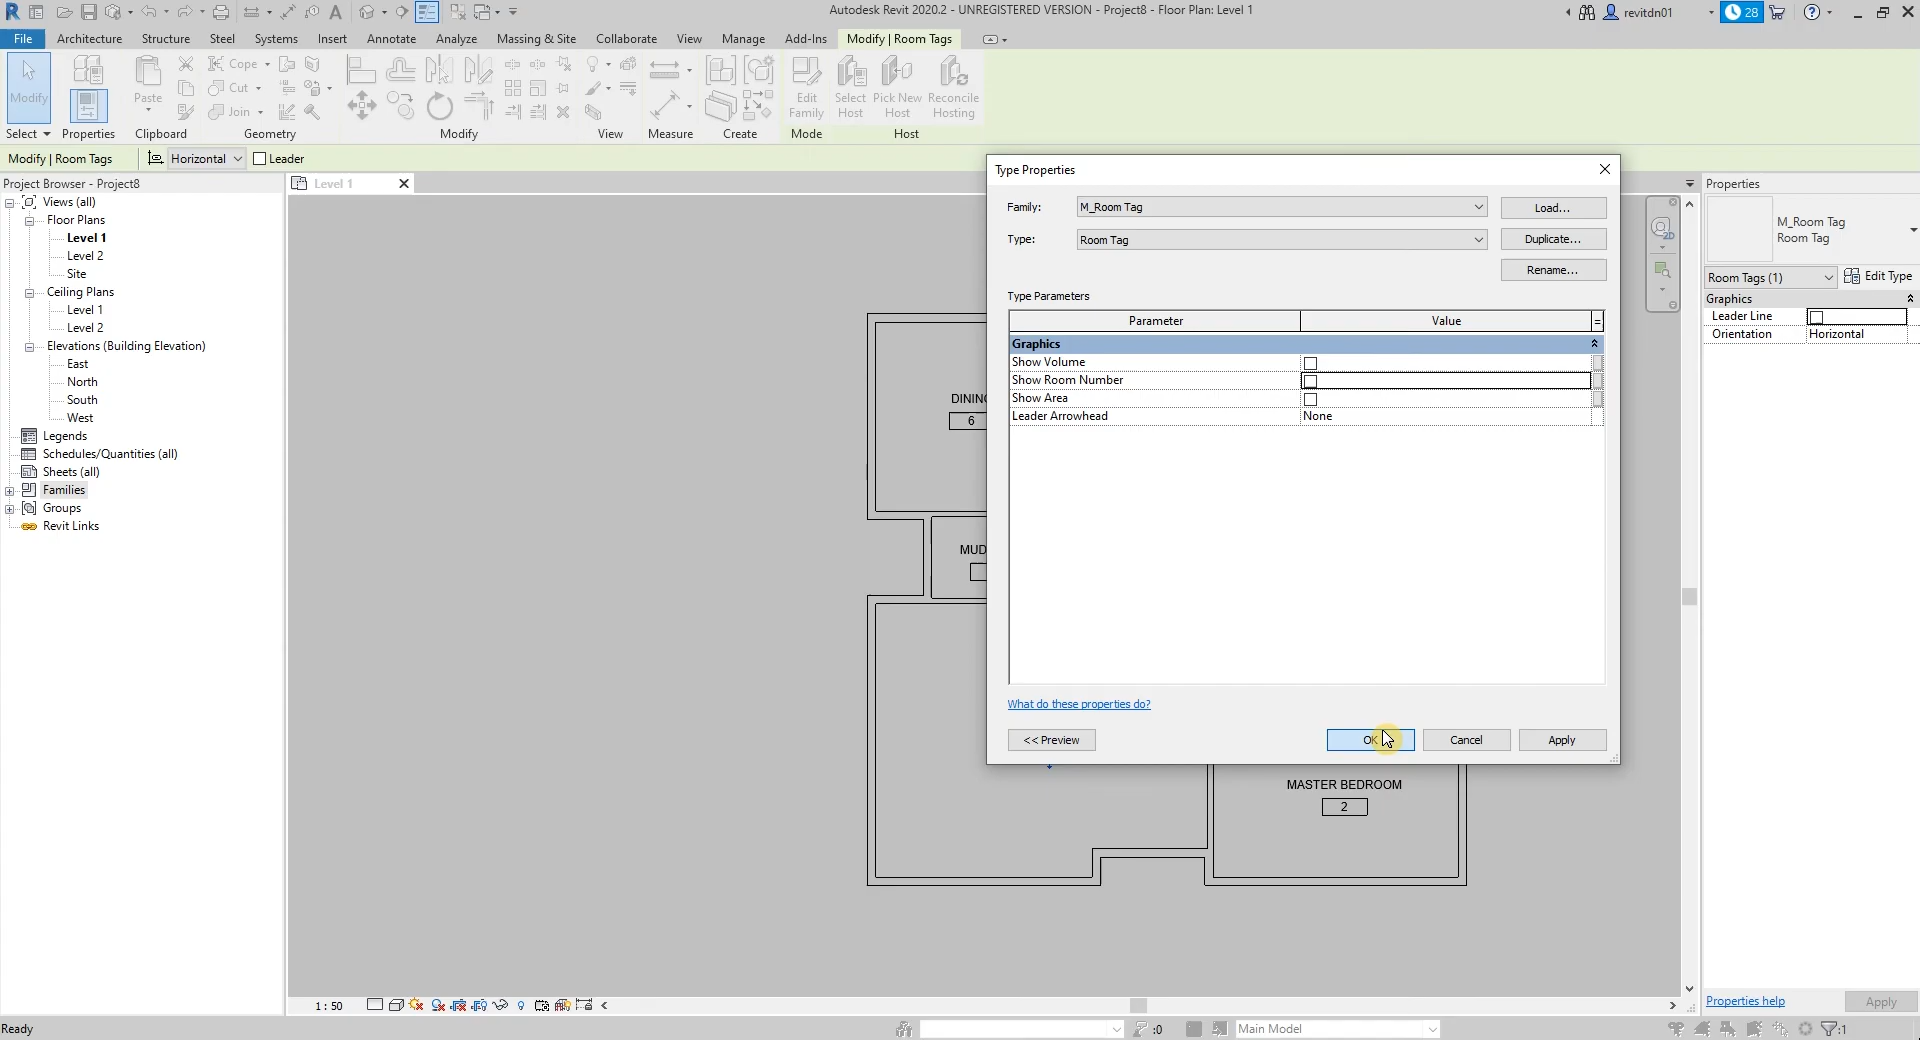 Autodesk Revit 2020.2 - UNREGISTERED VERSION - Project8 - Floor Plan: Level 1
revitdn01
28
File Architecture Structure Steel Systems Insert Annotate Analyze Massing & Site Collaborate View Manage Add-Ins Modify | Room Tags
Modify
Paste
Cope
Cut
Join
Edit Family
Select Host
Pick New Host
Reconcile Hosting
Select Properties Clipboard Geometry Modify View Measure Create Mode Host
Modify | Room Tags Horizontal Leader
Project Browser - Project8
Views (all)
Floor Plans
Level 1
Level 2
Site
Ceiling Plans
Level 1
Level 2
Elevations (Building Elevation)
East
North
South
West
Legends
Schedules/Quantities (all)
Sheets (all)
Families
Groups
Revit Links
Level 1
DINING
6
MUD
MASTER BEDROOM
2
Type Properties
Family: M_Room Tag Load...
Type: Room Tag Duplicate...
Rename...
Type Parameters
Parameter Value =
Graphics
Show Volume
Show Room Number
Show Area
Leader Arrowhead None
What do these properties do?
<< Preview OK Cancel Apply
Properties
M_Room Tag
Room Tag
Room Tags (1) Edit Type
Graphics
Leader Line
Orientation Horizontal
Properties help Apply
2D
1 : 50
Ready
:0
Main Model
:1